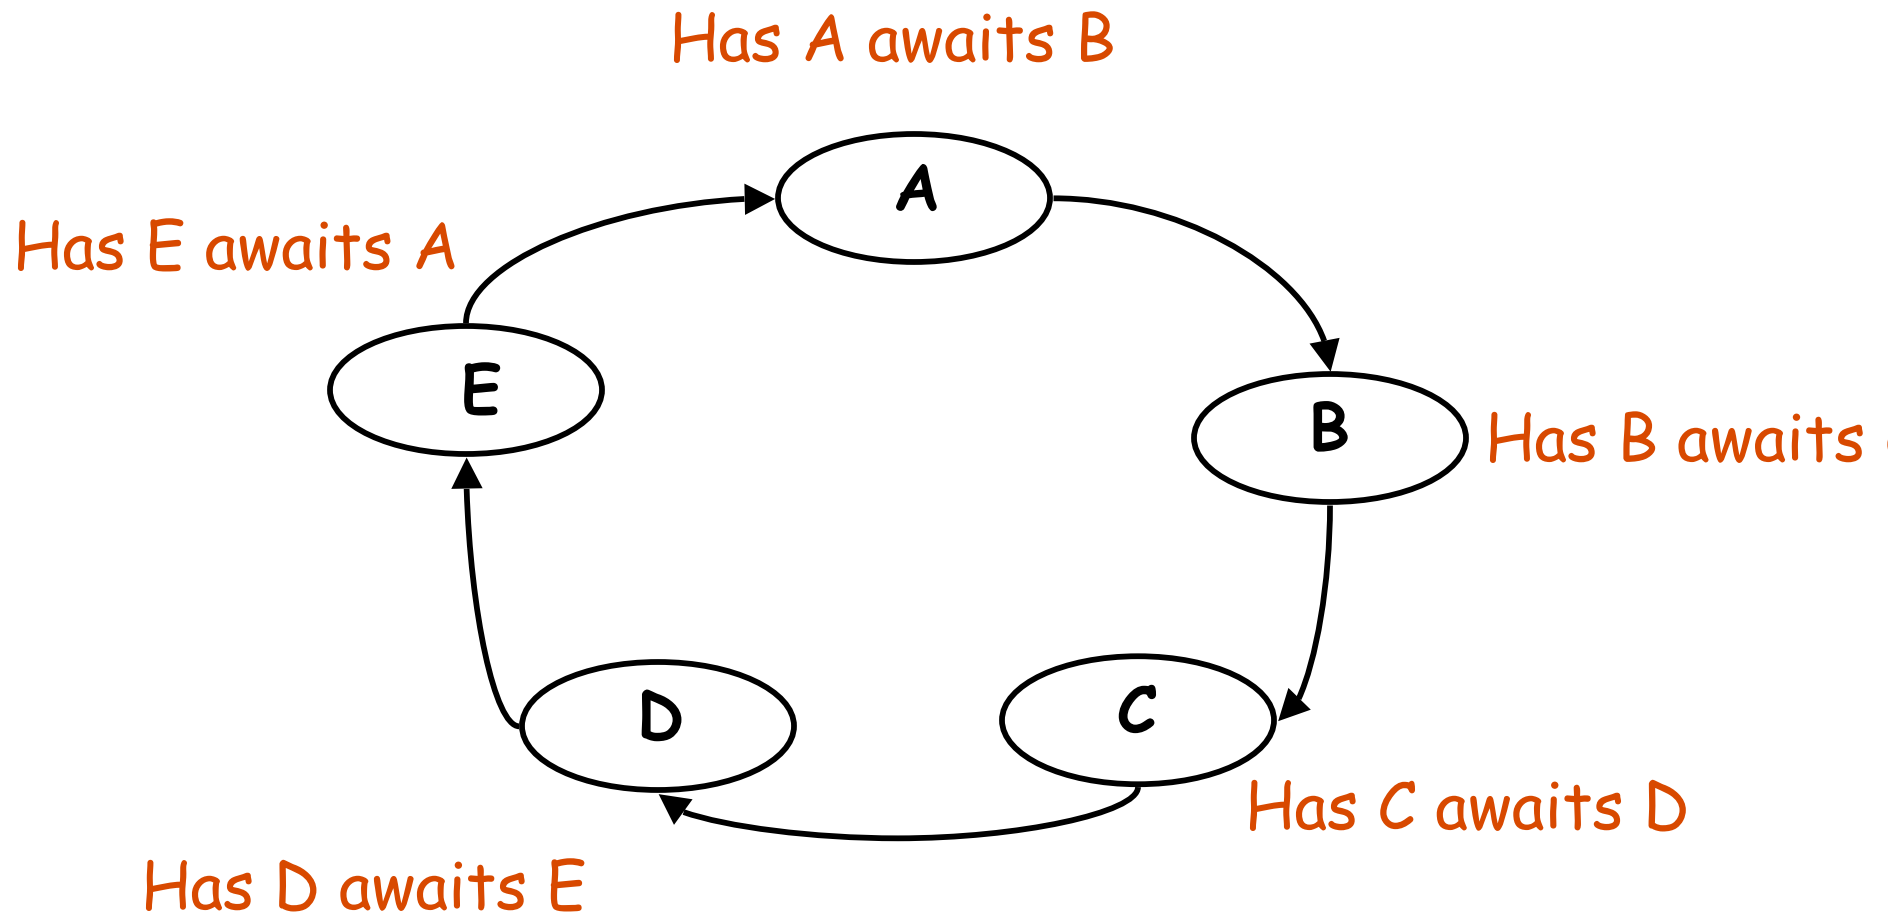 Has A awaits B
A
Has E awaits A
E
B
Has B awaits
D
C
Has C awaits D
Has D awaits E